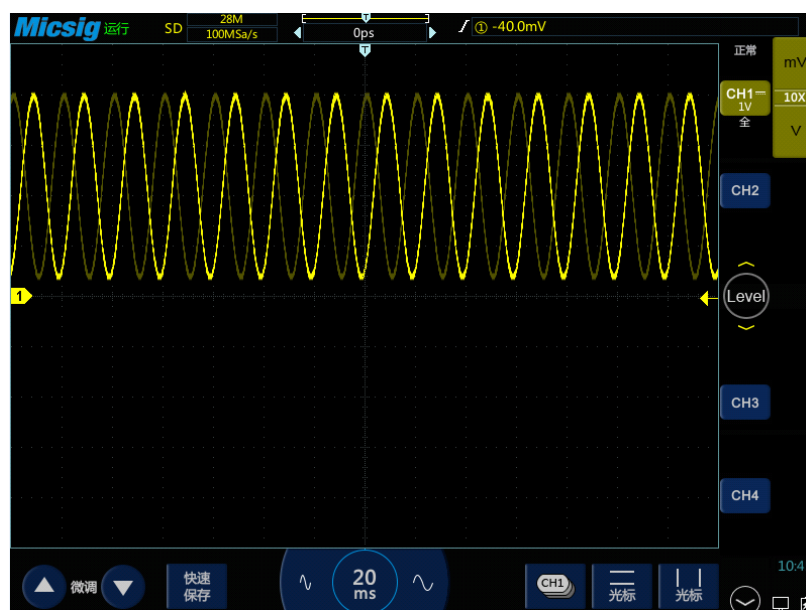 Micsig 运行 SD 28M
100MSa/s
T
0ps
① -40.0mV
T
正常
mV
CH1
1V
全
10X
V
CH2
1
Level
CH3
CH4
微调
快速
保存
20
ms
CH1
光标
光标
10:4